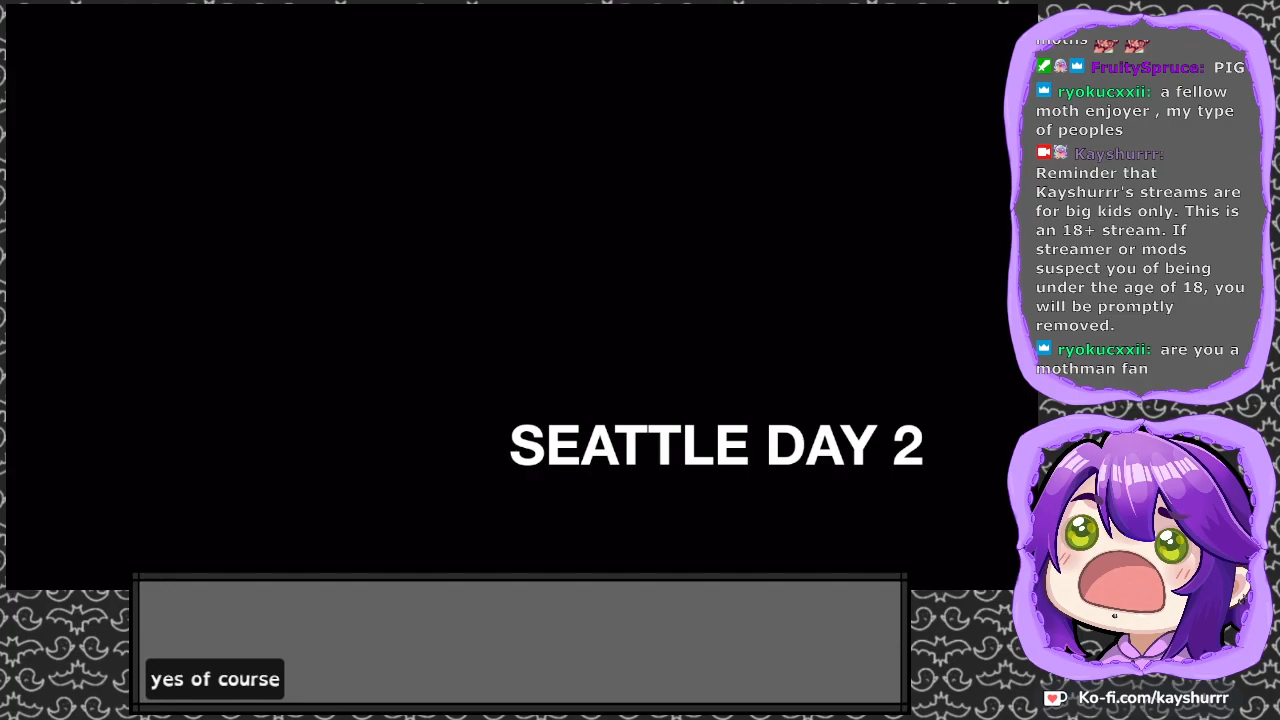 moths
FruitySpruce: PIG
ryokucxxii: a fellow
moth enjoyer , my type
of peoples
Kayshurrr:
Reminder that
Kayshurrr's streams are
for big kids only. This is
an 18+ stream. If
streamer or mods
suspect you of being
under the age of 18, you
will be promptly
removed.
ryokucxxii: are you a
mothman fan
SEATTLE DAY 2
yes of course
Ko-fi.com/kayshurrr